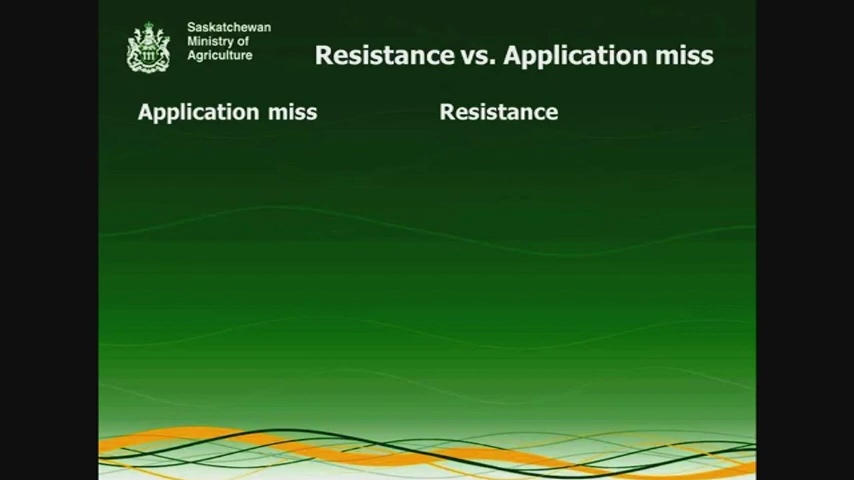 Saskatchewan
Ministry of
Agriculture
Resistance vs. Application miss
Application miss
Resistance